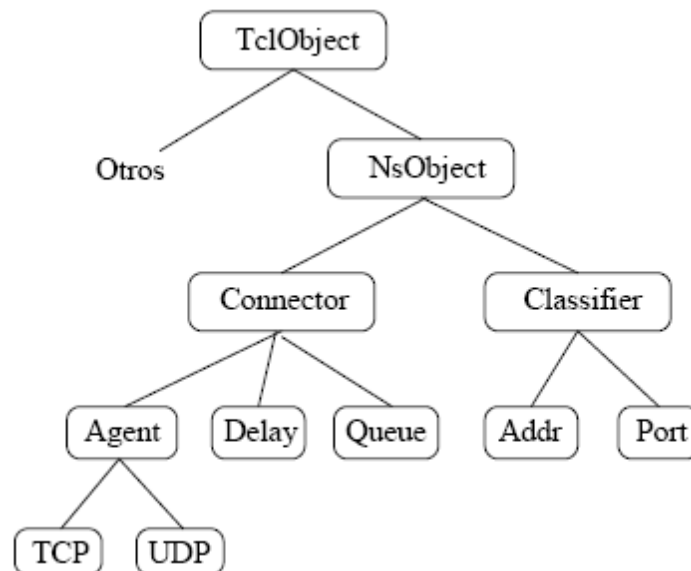 TclObject
Otros
NsObject
Connector
Classifier
Agent
Delay
Queue
Addr
Port
TCP
UDP